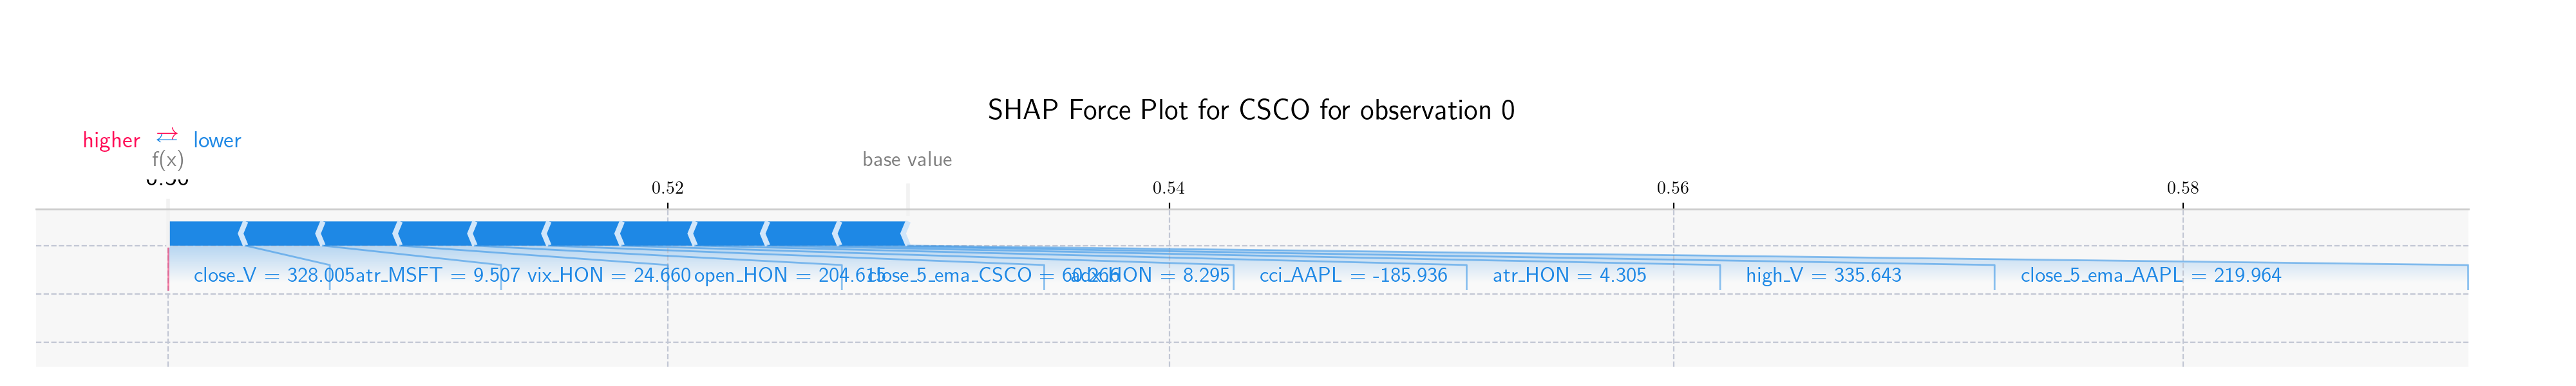 SHAP Force Plot for CSCO for observation 0
higher ⇄ lower
f(x) base value
0.50 0.52 0.54 0.56 0.58
close_V = 328.005 atr_MSFT = 9.507 vix_HON = 24.660 open_HON = 204.615 close_5_ema_CSCO = 60.266 adx_HON = 8.295 cci_AAPL = -185.936 atr_HON = 4.305 high_V = 335.643 close_5_ema_AAPL = 219.964